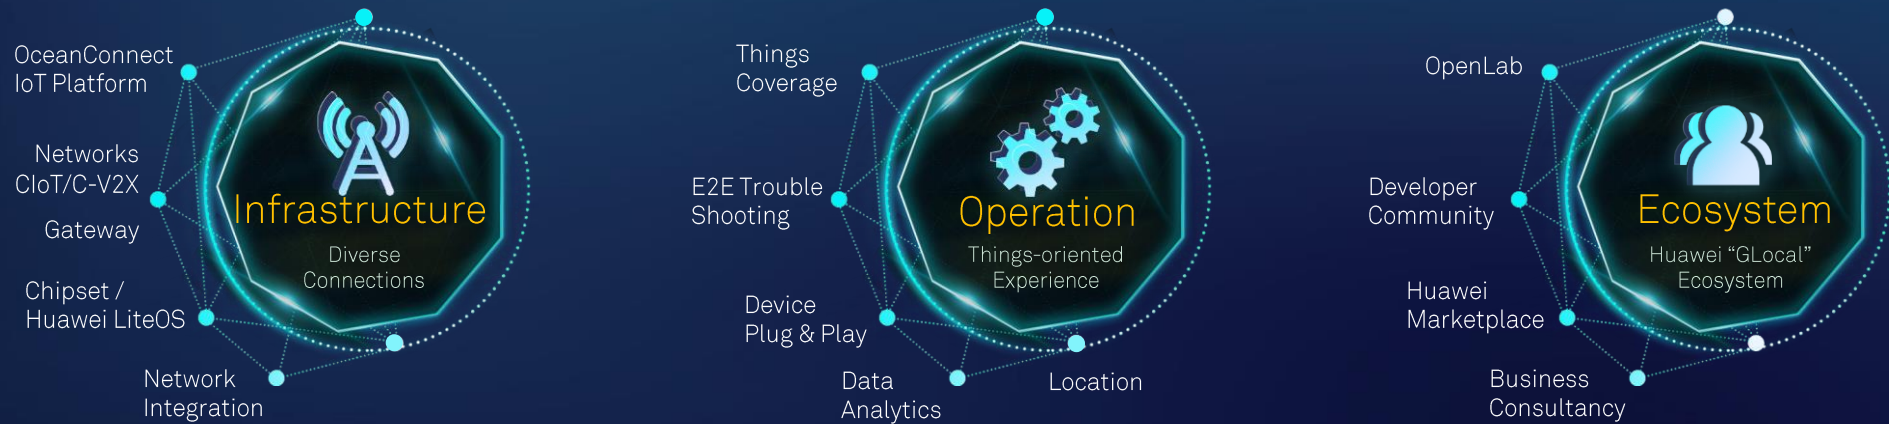 OceanConnect
IoT Platform
Networks
CIoT/C-V2X
Gateway
Chipset /
Huawei LiteOS
Network
Integration
Infrastructure
Diverse
Connections
Things
Coverage
E2E Trouble
Shooting
Device
Plug & Play
Data
Analytics
Location
Operation
Things-oriented
Experience
OpenLab
Developer
Community
Huawei
Marketplace
Business
Consultancy
Ecosystem
Huawei “GLocal”
Ecosystem